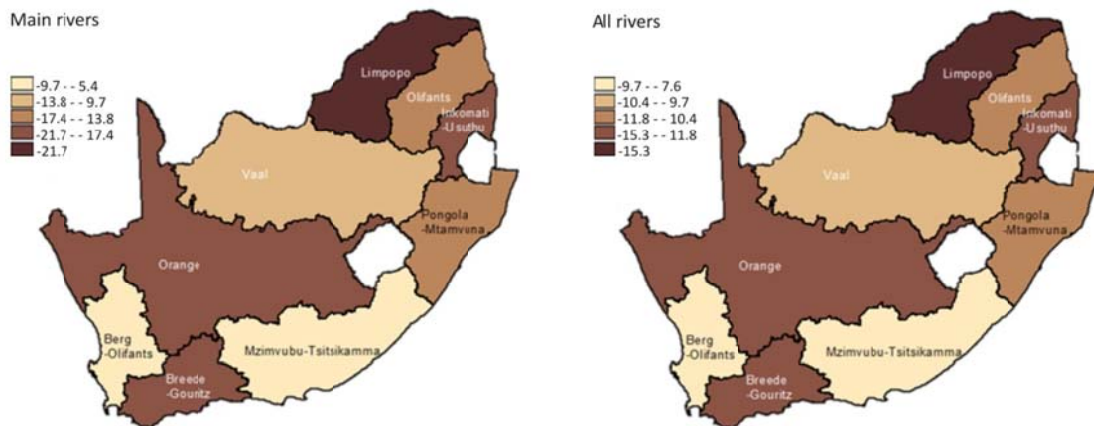 Main rivers
-9.7 - - 5.4
-13.8 - - 9.7
-17.4 - - 13.8
-21.7 - - 17.4
-21.7
Limpopo
Olifants
Inkomati
-Usuthu
Vaal
Pongola
-Mtamvuna
Orange
Berg
-Olifants
Mzimvubu-Tsitsikamma
Breede
-Gouritz
All rivers
-9.7 - - 7.6
-10.4 - - 9.7
-11.8 - - 10.4
-15.3 - - 11.8
-15.3
Limpopo
Olifants
Inkomati
-Usuthu
Vaal
Pongola
-Mtamvuna
Orange
Berg
-Olifants
Mzimvubu-Tsitsikamma
Breede
-Gouritz